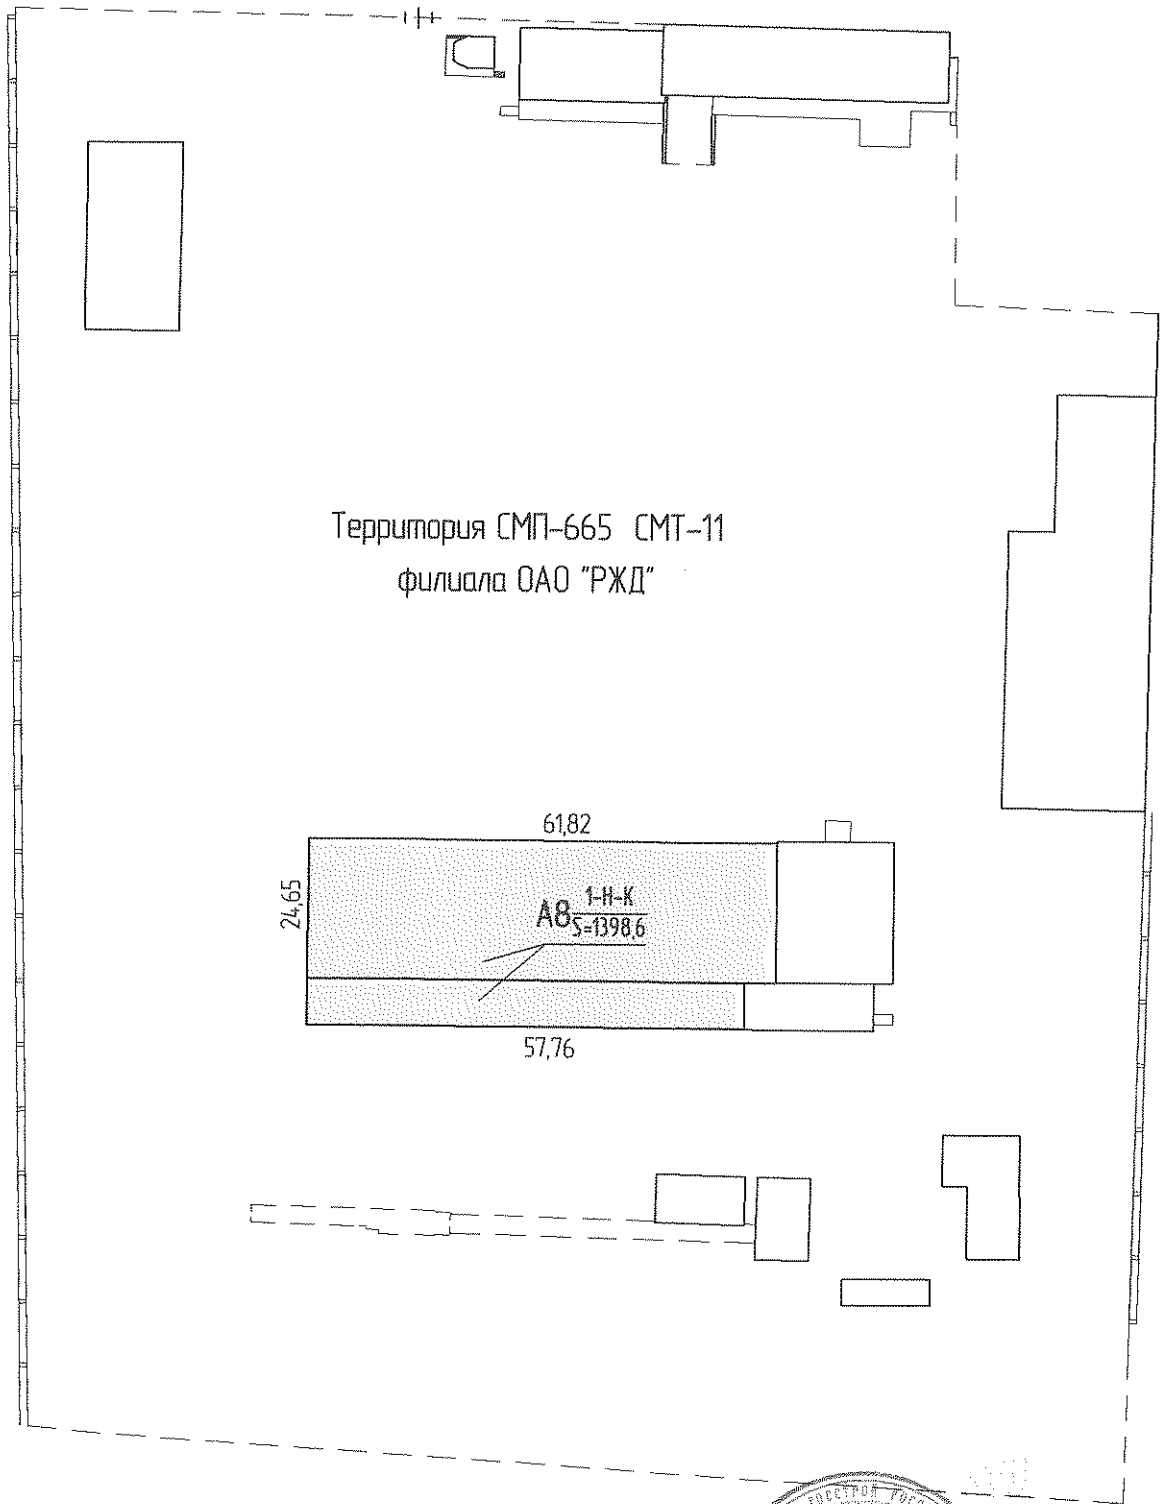 Территория СМП-665 СМТ-11
филиала ОАО "РЖД"
61,82
24,65
А8 1-Н-К
S=1398,6
57,76